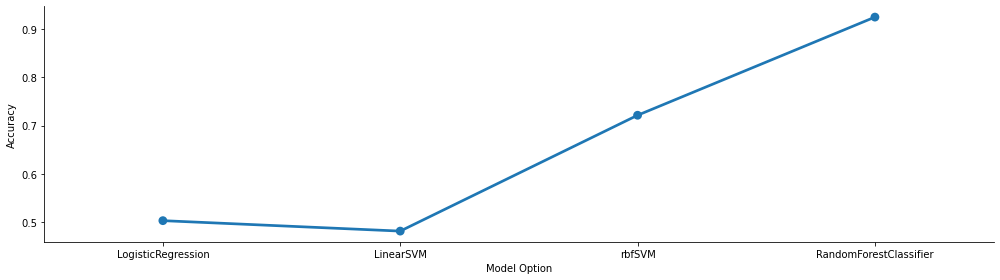 0.9
0.8
0.7
0.6
0.5
Accuracy
LogisticRegression
LinearSVM
rbfSVM
RandomForestClassifier
Model Option